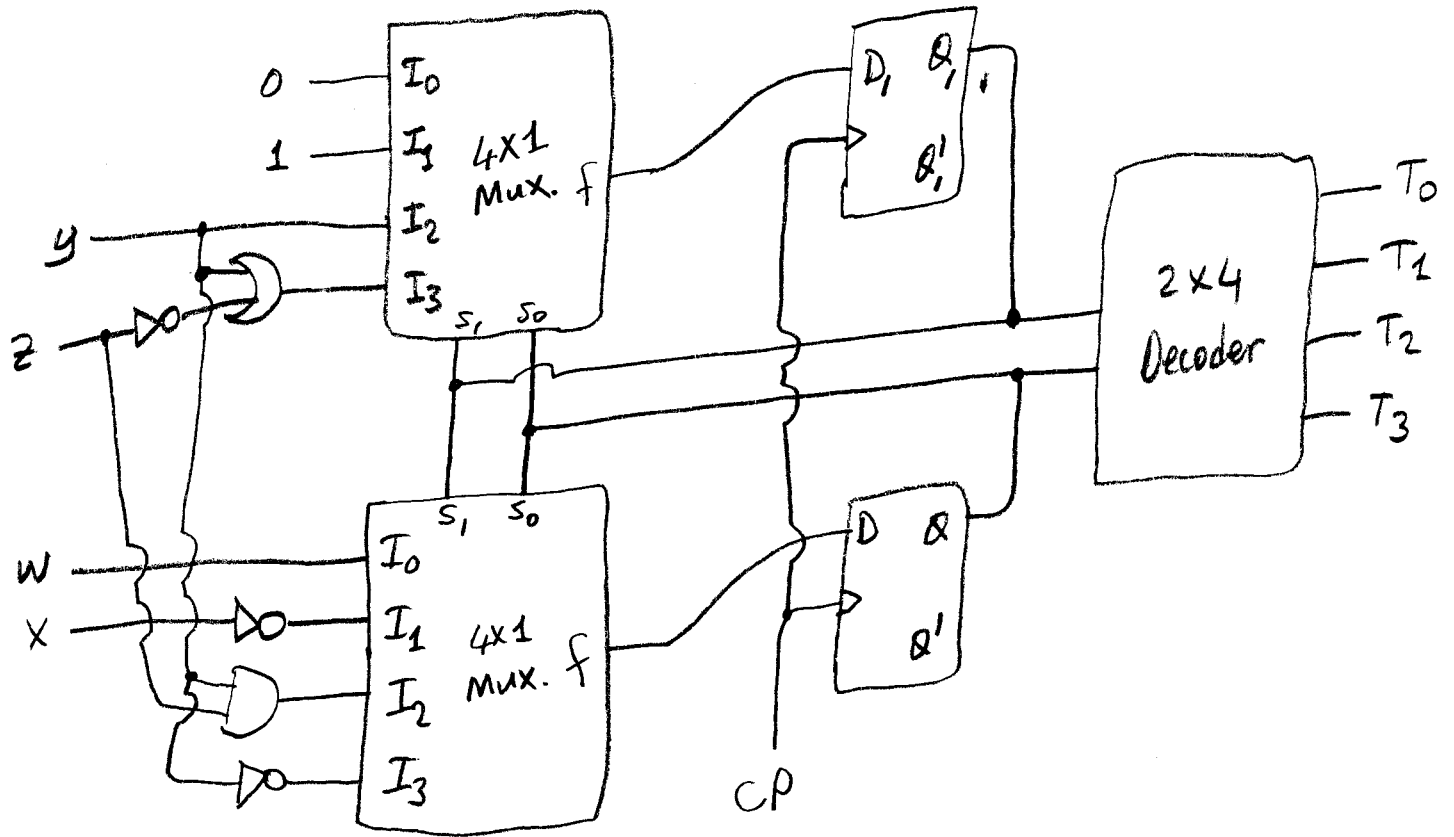 0
I0
1
I1
4x1
Mux. f
y
I2
I3
z
S1 S0
D1 Q1
Q1'
2x4
Decoder
T0
T1
T2
T3
S1 S0
w
I0
x
I1
4x1
Mux. f
I2
I3
D Q
Q'
CP